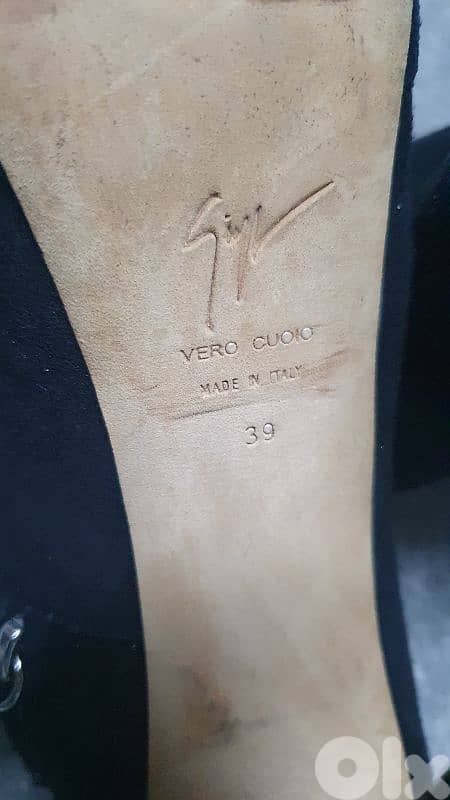 VERO CUOIO
MADE IN ITALY
39
OLX